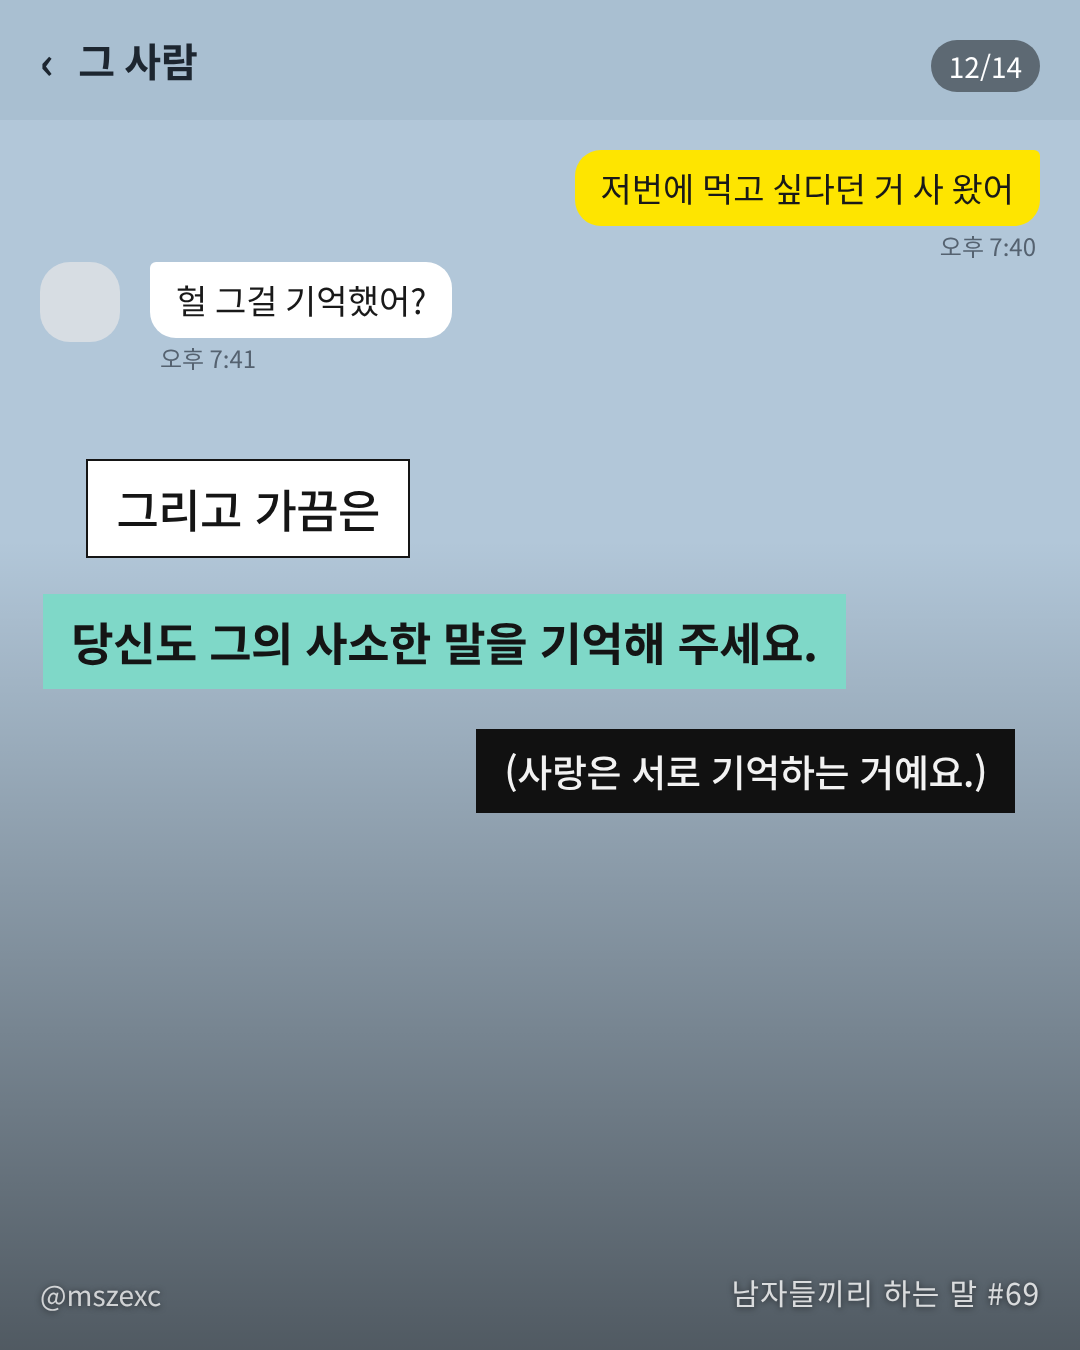 ‹ 그 사람
12/14
저번에 먹고 싶다던 거 사 왔어
오후 7:40
헐 그걸 기억했어?
오후 7:41
그리고 가끔은
당신도 그의 사소한 말을 기억해 주세요.
(사랑은 서로 기억하는 거예요.)
@mszexc
남자들끼리 하는 말 #69